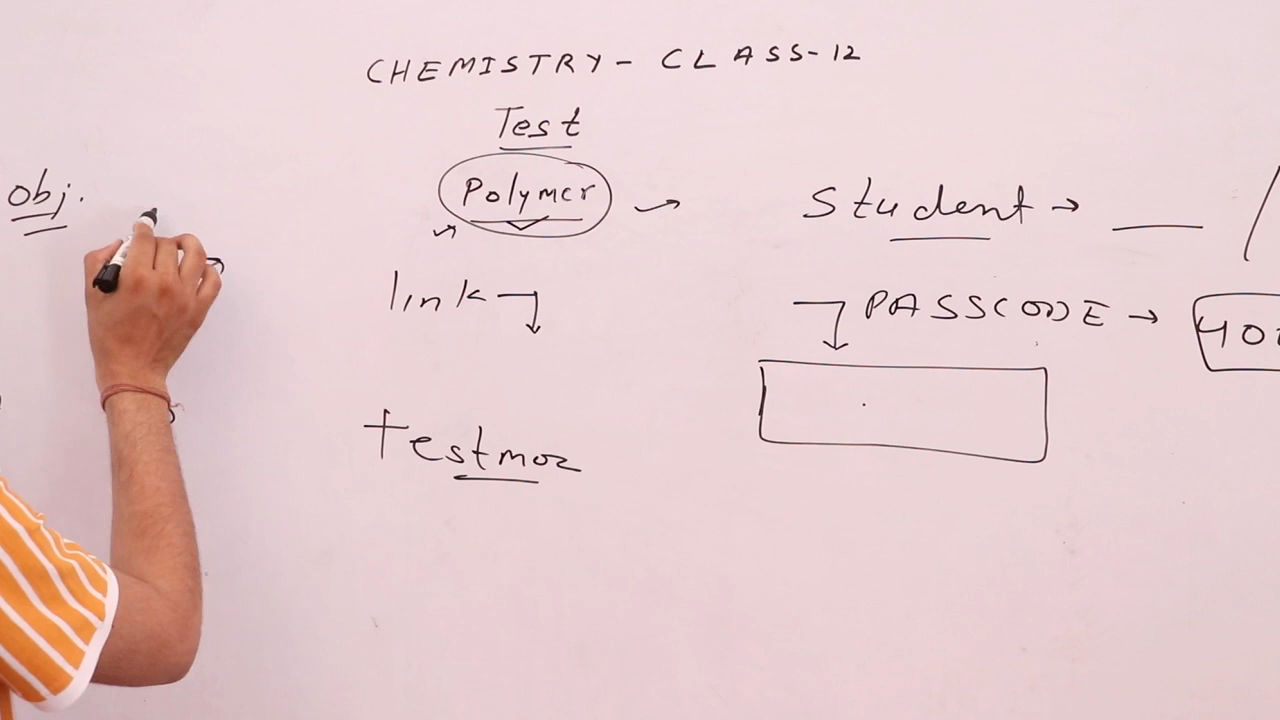 CHEMISTRY - CLASS-12
Test
obj.
Polymer
Student →
link
PASSCODE →
Testmoz